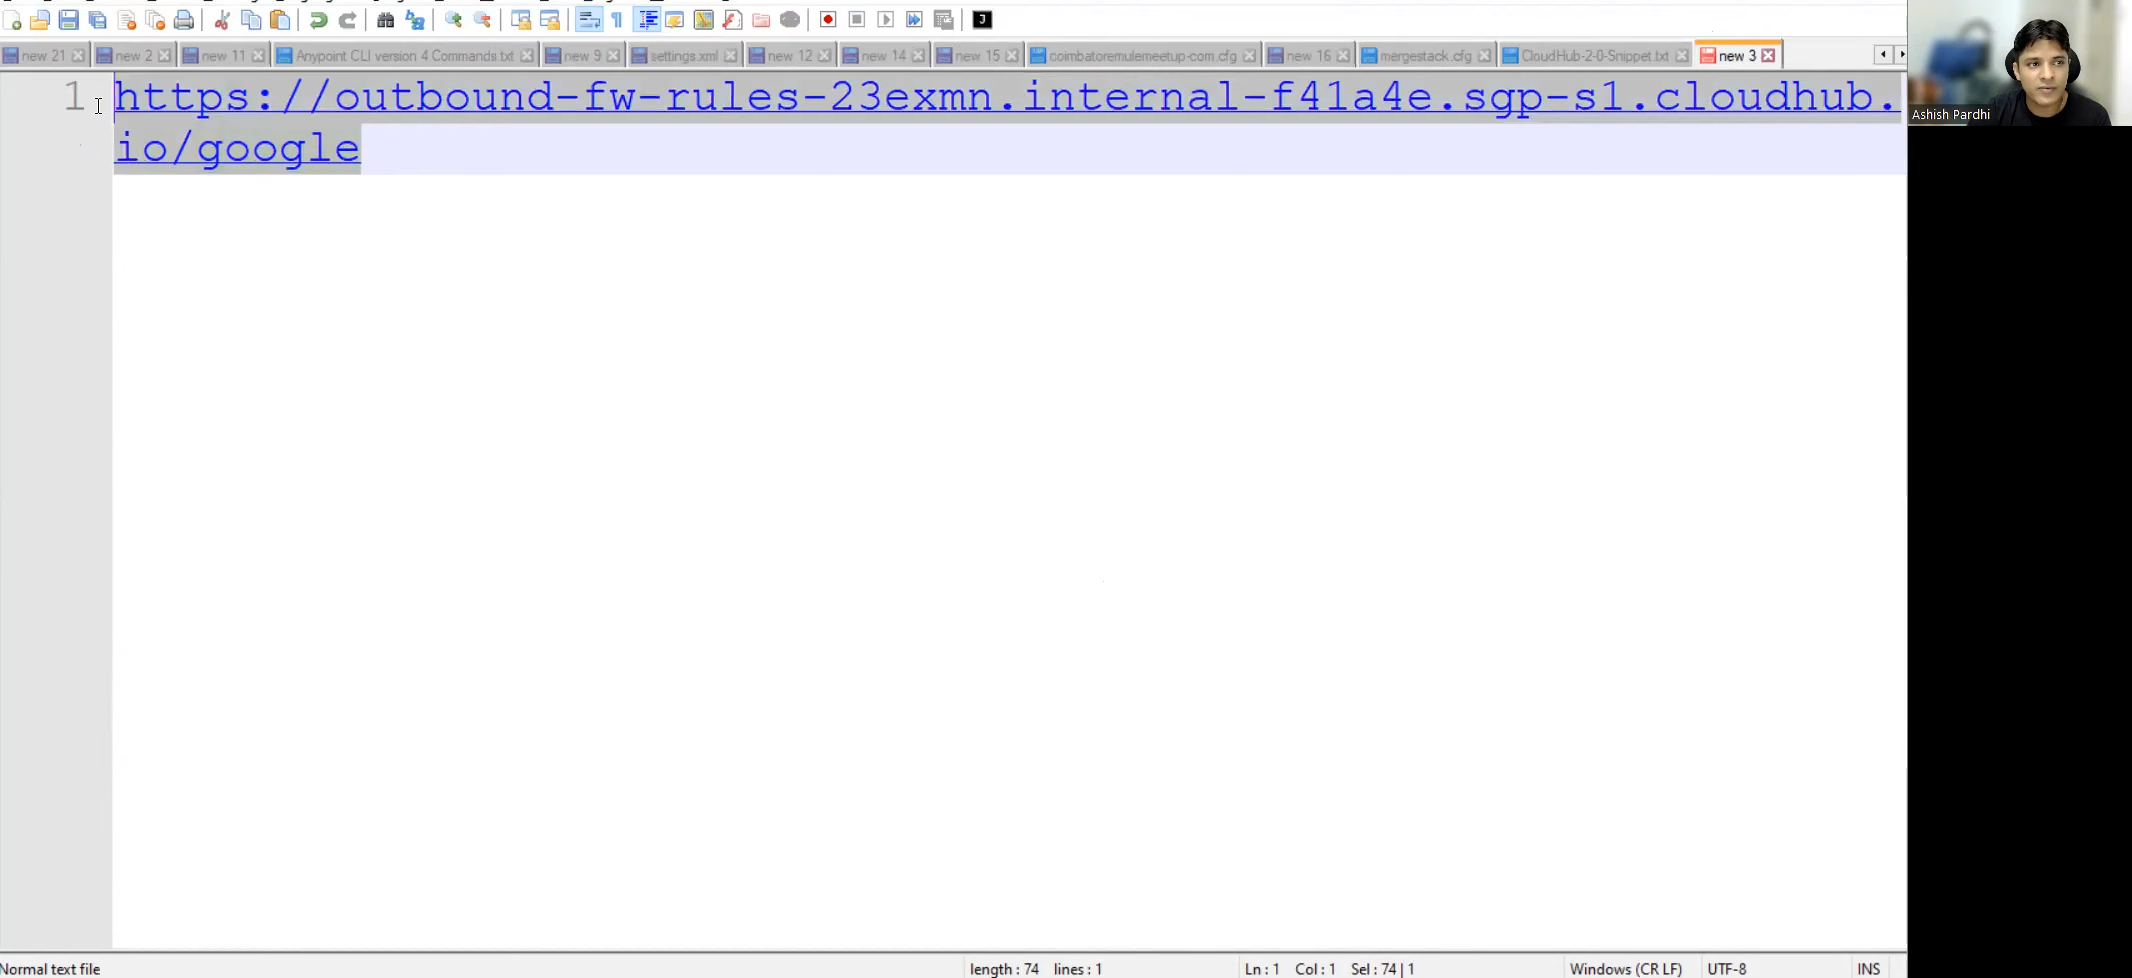 new 21 new 2 new 11 Anypoint CLI version 4 Commands.txt new 9 settings.xml new 12 new 14 new 15 coimbatoremulemeetup-com.cfg new 16 mergestack.cfg CloudHub-2-0-Snippet.txt new 3
1 https://outbound-fw-rules-23exmn.internal-f41a4e.sgp-s1.cloudhub.
io/google
Ashish Pardhi
Normal text file length : 74 lines : 1 Ln : 1 Col : 1 Sel : 74 | 1 Windows (CR LF) UTF-8 INS